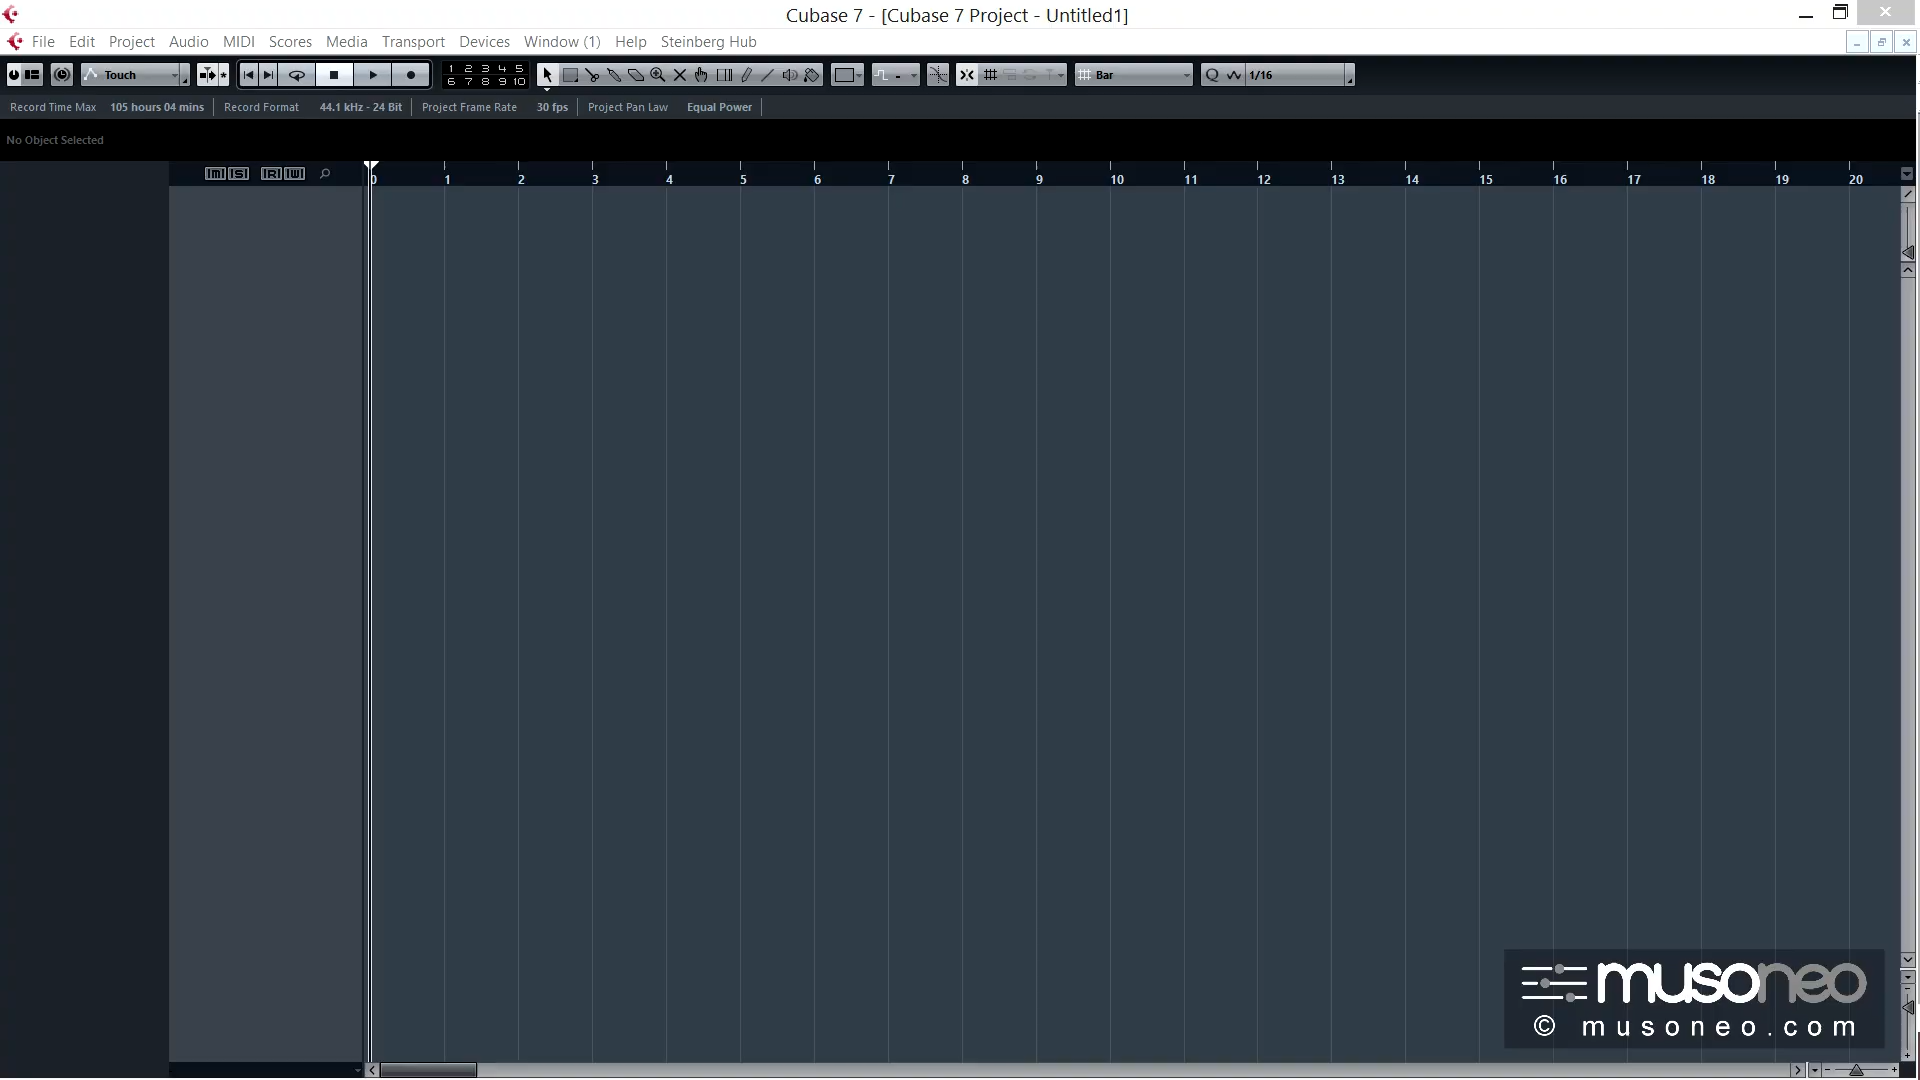 Cubase 7 - [Cubase 7 Project - Untitled1]
File Edit Project Audio MIDI Scores Media Transport Devices Window (1) Help Steinberg Hub
Touch 1 2 3 4 5 Bar Q 1/16
6 7 8 9 10
Record Time Max 105 hours 04 mins Record Format 44.1 kHz - 24 Bit Project Frame Rate 30 fps Project Pan Law Equal Power
No Object Selected
M S R W
0 1 2 3 4 5 6 7 8 9 10 11 12 13 14 15 16 17 18 19 20
musoneo
© musoneo.com